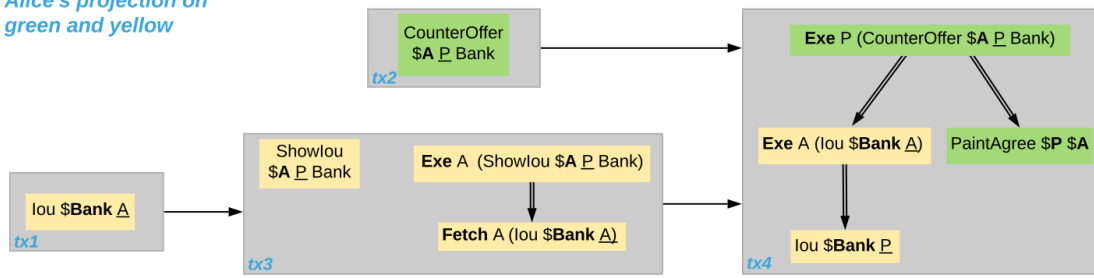 Alice's projection on
green and yellow
CounterOffer
$A P Bank
tx2
Exe P (CounterOffer $A P Bank)
Exe A (Iou $Bank A)
PaintAgree $P $A
Iou $Bank P
tx4
ShowIou
$A P Bank
Exe A (ShowIou $A P Bank)
Fetch A (Iou $Bank A)
tx3
Iou $Bank A
tx1